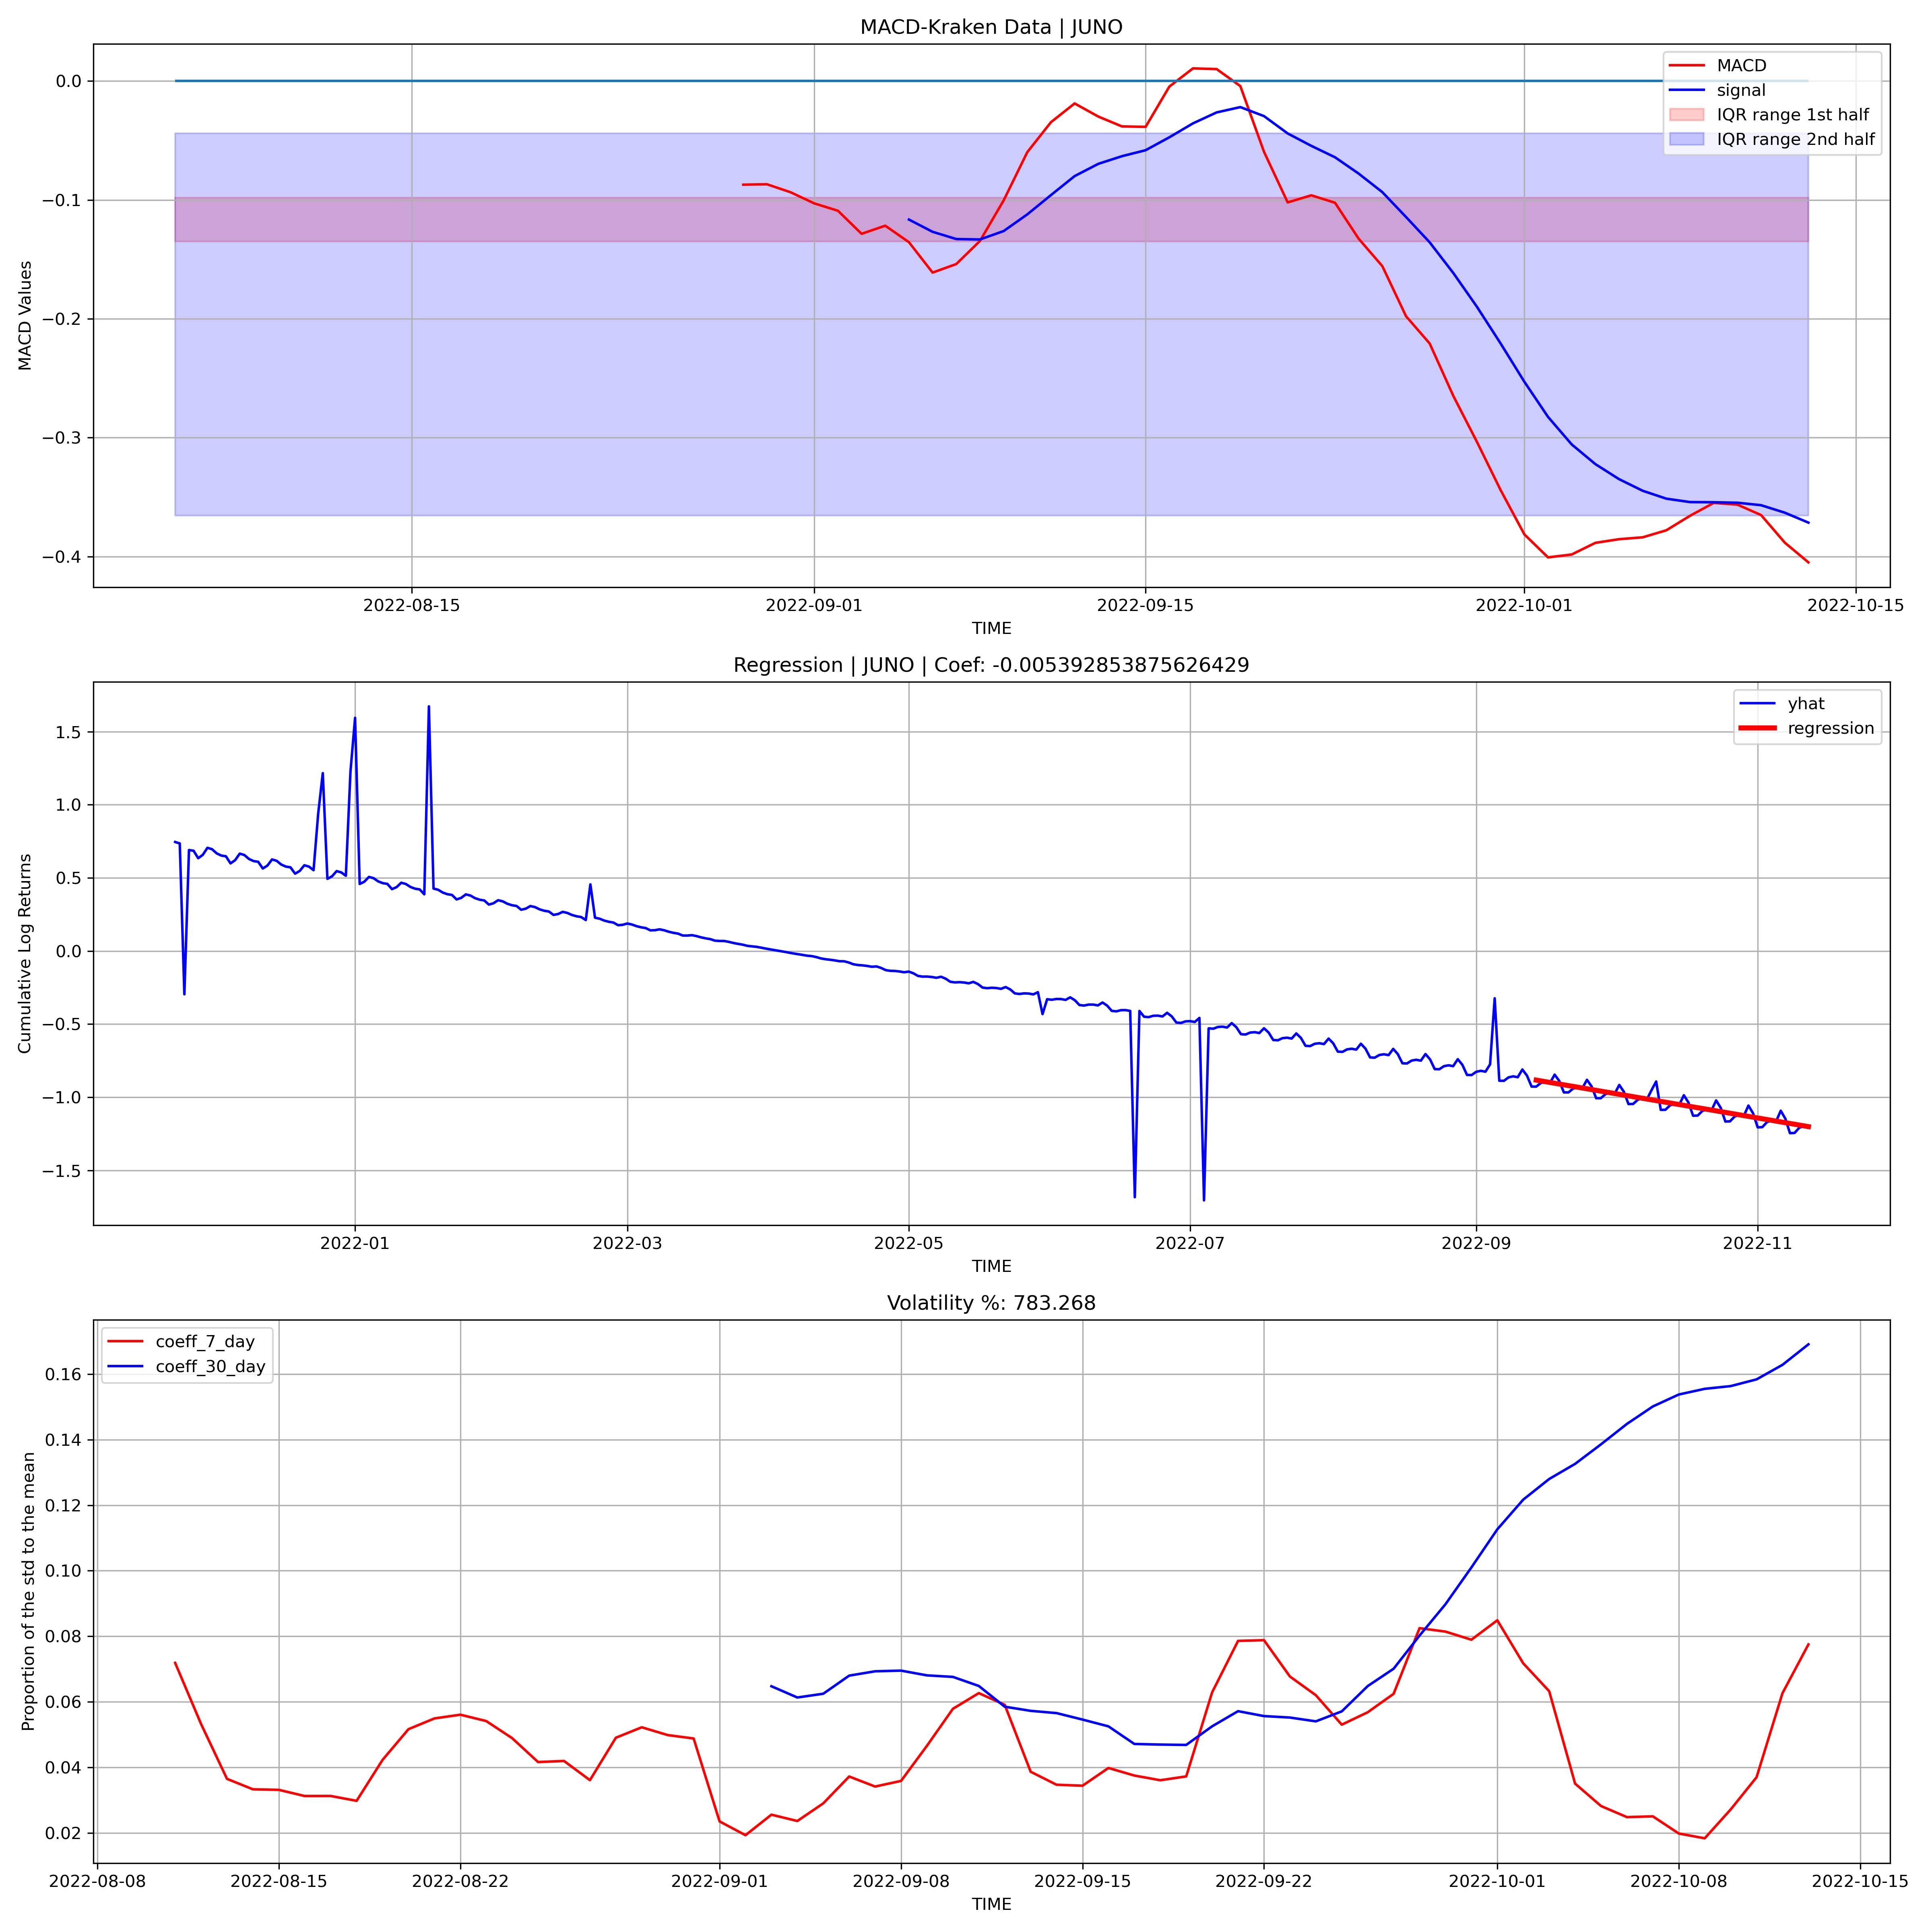 MACD-Kraken Data | JUNO
MACD
signal
IQR range 1st half
IQR range 2nd half
0.0
−0.1
−0.2
−0.3
−0.4
MACD Values
2022-08-15 2022-09-01 2022-09-15 2022-10-01 2022-10-15
TIME
Regression | JUNO | Coef: -0.005392853875626429
yhat
regression
1.5
1.0
0.5
0.0
−0.5
−1.0
−1.5
Cumulative Log Returns
2022-01 2022-03 2022-05 2022-07 2022-09 2022-11
TIME
Volatility %: 783.268
coeff_7_day
coeff_30_day
0.16
0.14
0.12
0.10
0.08
0.06
0.04
0.02
Proportion of the std to the mean
2022-08-08 2022-08-15 2022-08-22 2022-09-01 2022-09-08 2022-09-15 2022-09-22 2022-10-01 2022-10-08 2022-10-15
TIME